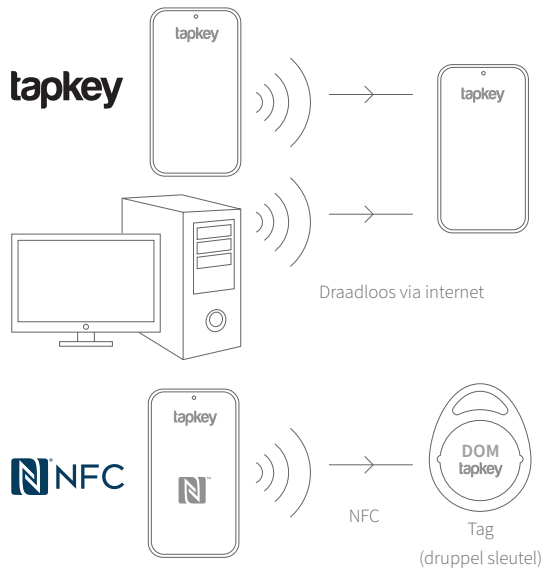 tapkey
tapkey
tapkey
Draadloos via internet
tapkey
NFC
N
DOM
tapkey
NFC
Tag
(druppel sleutel)